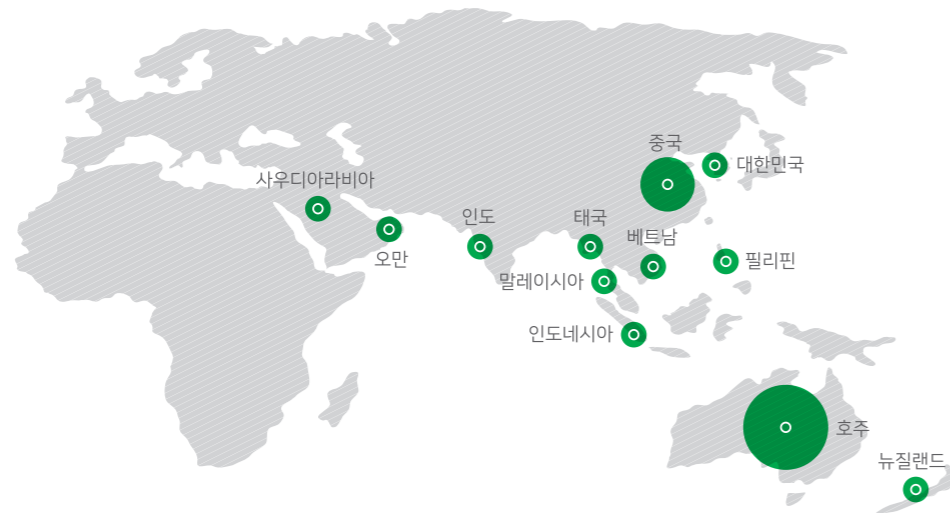 중국
대한민국
사우디아라비아
인도
태국
베트남
오만
필리핀
말레이시아
인도네시아
호주
뉴질랜드